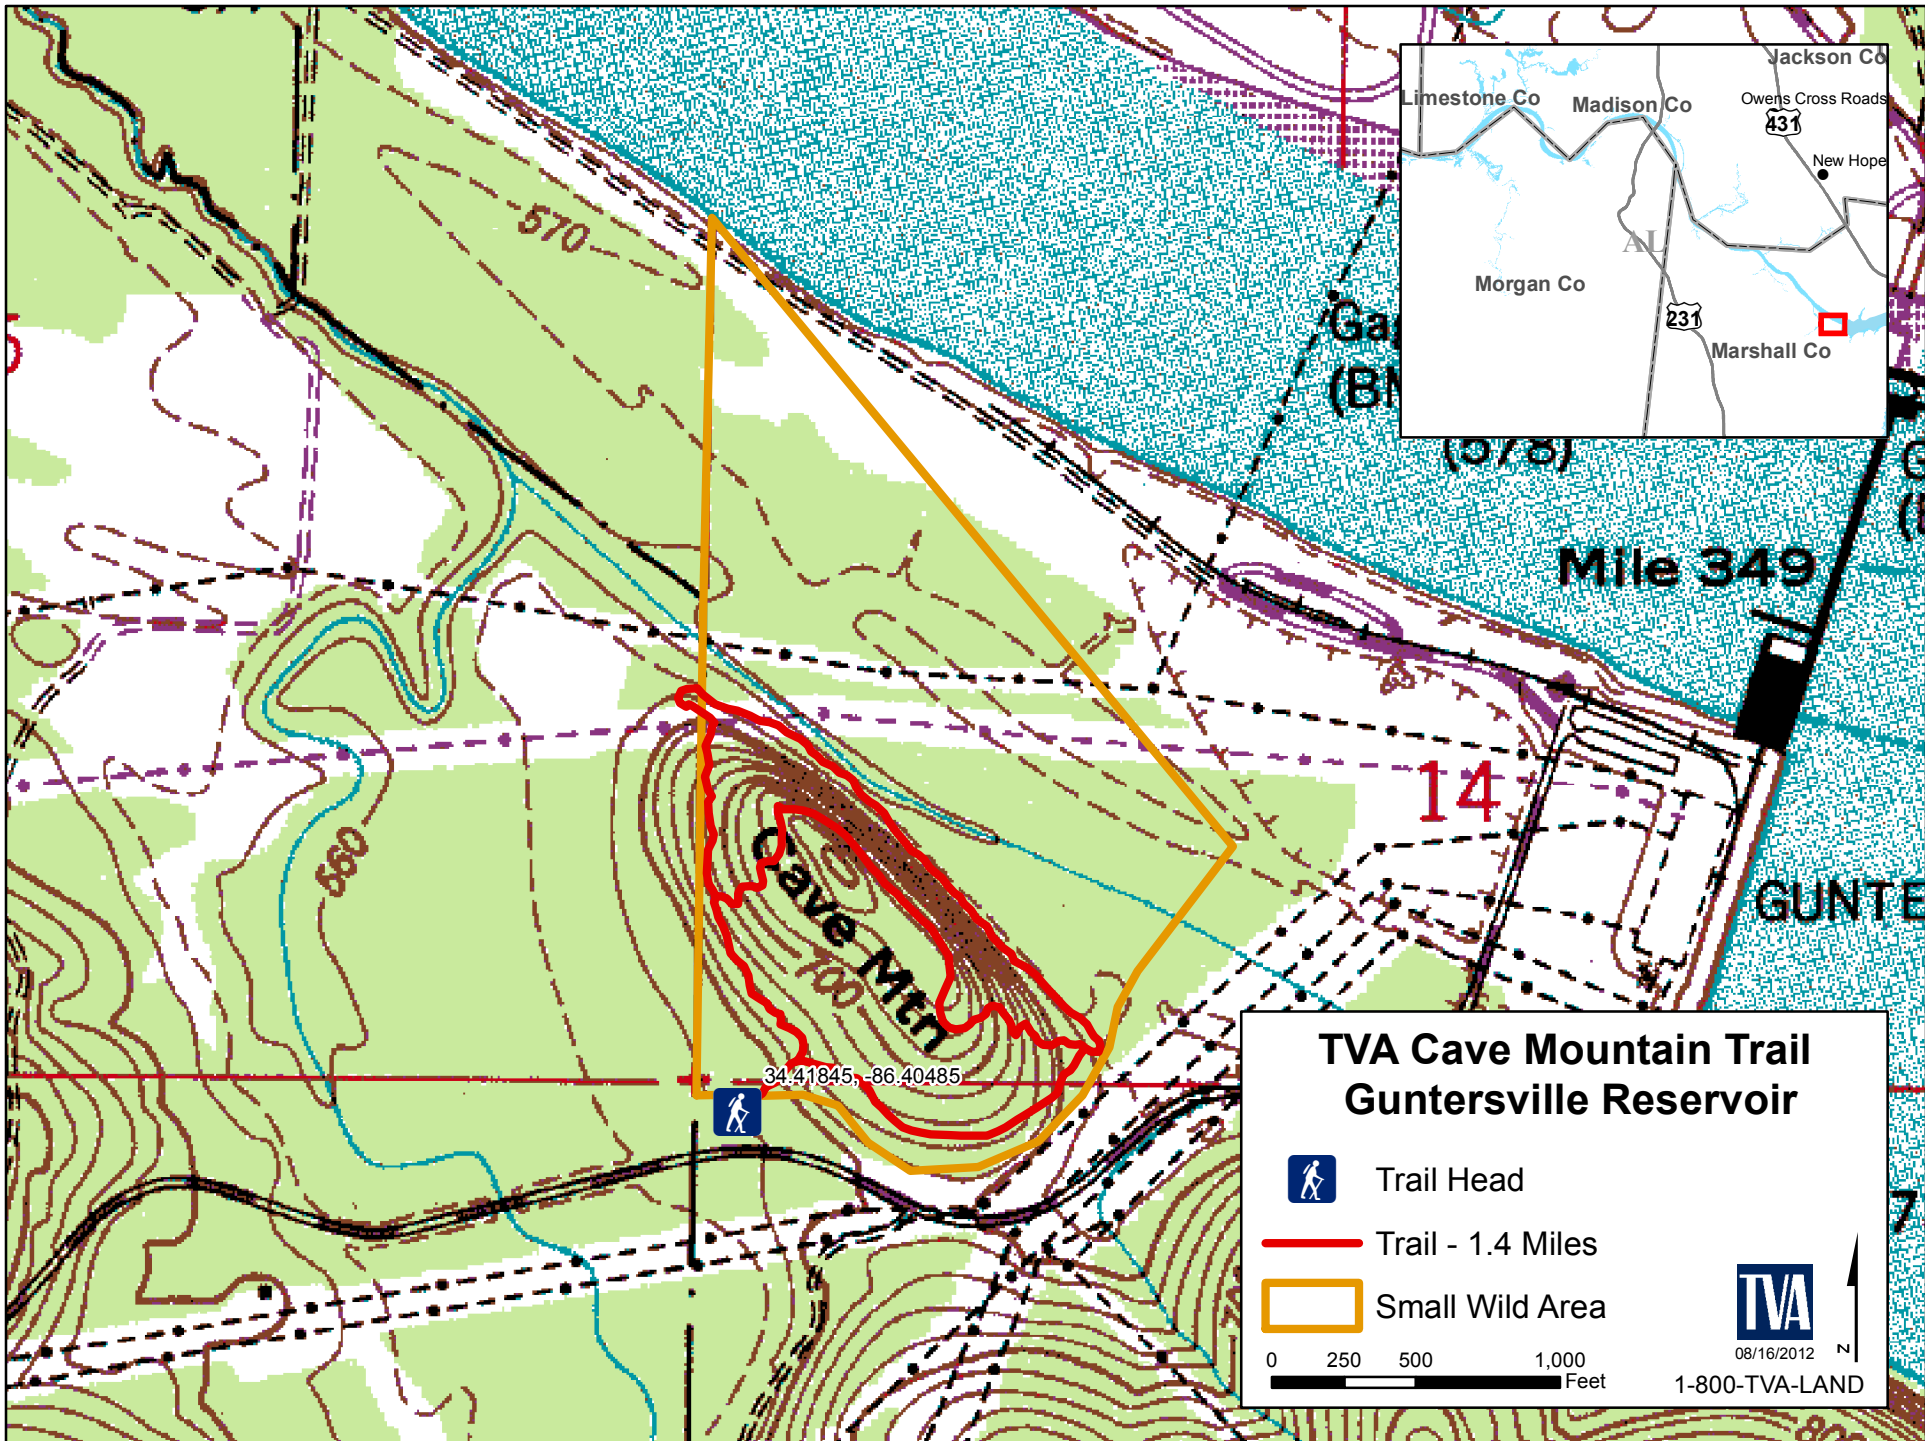 Jackson Co
Limestone Co
Madison Co
Owens Cross Roads
431
New Hope
AL
Morgan Co
231
Marshall Co
570
(578)
Mile 349
14
560
Cave Mtn
700
GUNTE
34.41845, -86.40485
7
TVA Cave Mountain Trail
Guntersville Reservoir
Trail Head
Trail - 1.4 Miles
Small Wild Area
0 250 500 1,000
Feet
TVA
08/16/2012
N
1-800-TVA-LAND